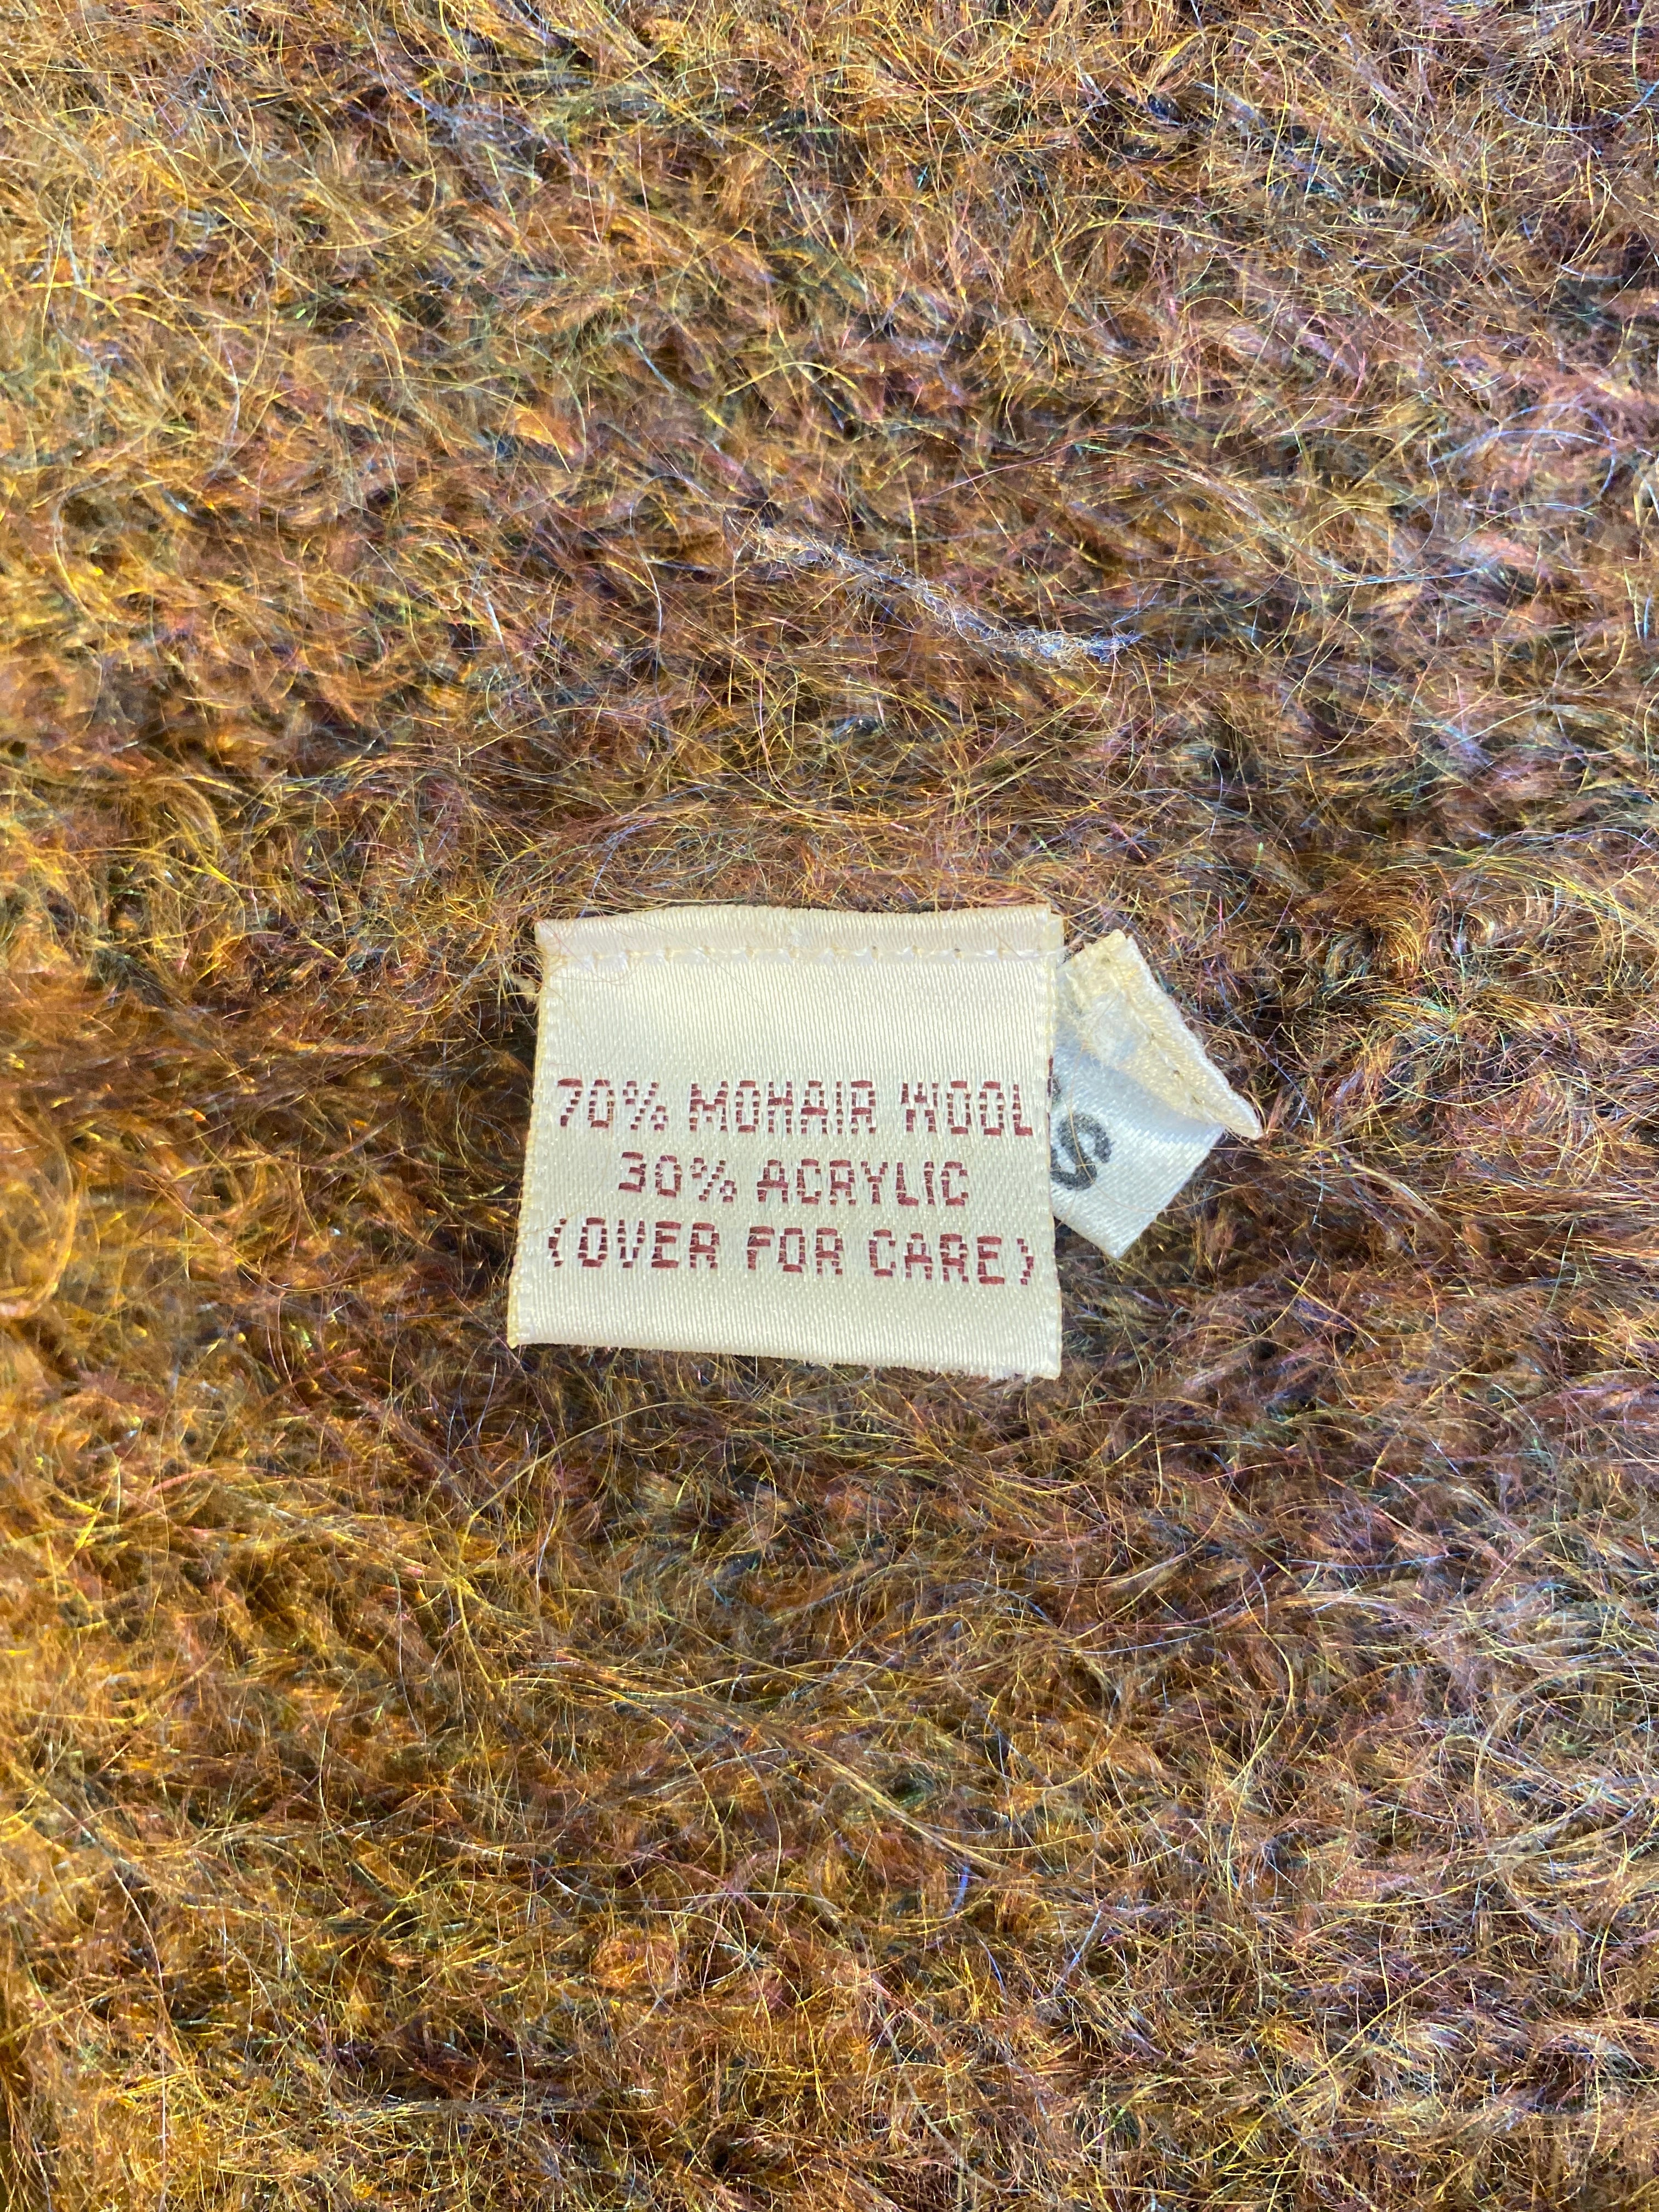 70% MOHAIR WOOL
30% ACRYLIC
(OVER FOR CARE)
S